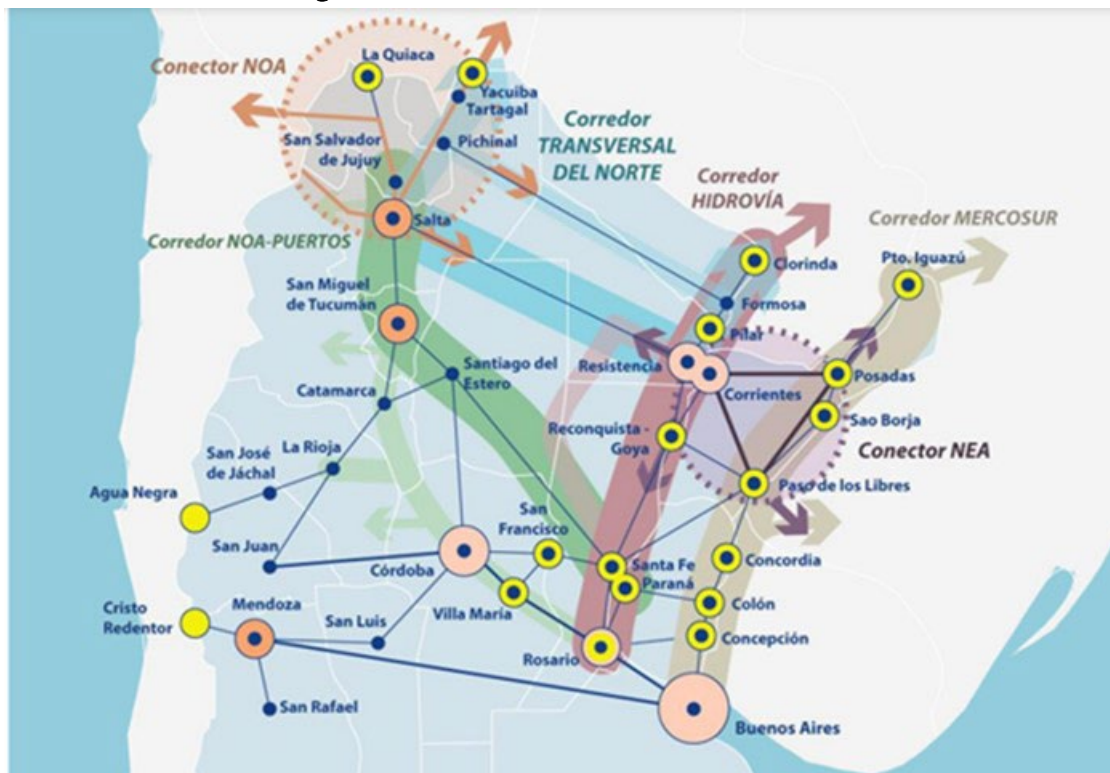 La Quiaca
Conector NOA
Yacuiba
Tartagal
Corredor
TRANSVERSAL
DEL NORTE
San Salvador
de Jujuy
Pichinal
Corredor
HIDROVÍA
Salta
Corredor MERCOSUR
Corredor NOA-PUERTOS
Clorinda
Pto. Iguazú
San Miguel
de Tucumán
Formosa
Pilar
Santiago del
Estero
Resistencia
Posadas
Catamarca
Corrientes
Sao Borja
Reconquista -
Goya
La Rioja
San José
de Jáchal
Conector NEA
Agua Negra
Paso de los Libres
San
Francisco
San Juan
Córdoba
Santa Fe
Paraná
Concordia
Cristo
Redentor
Mendoza
San Luis
Villa María
Colón
Concepción
Rosario
San Rafael
Buenos Aires